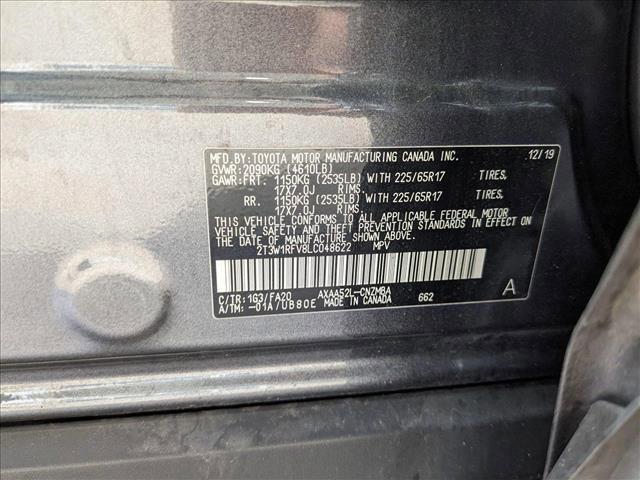 MFD.BY:TOYOTA MOTOR MANUFACTURING CANADA INC. 12/19
GVWR:2090KG (4610LB)
GAWR:FRT. 1150KG (2535LB) WITH 225/65R17 TIRES,
17X7.0J RIMS.
RR. 1150KG (2535LB) WITH 225/65R17 TIRES,
17X7.0J RIMS.
THIS VEHICLE CONFORMS TO ALL APPLICABLE FEDERAL MOTOR
VEHICLE SAFETY AND THEFT PREVENTION STANDARDS IN EFFECT
ON THE DATE OF MANUFACTURE SHOWN ABOVE.
2T3W1RFV8LC048622 MPV
C/TR:1G3/FA20 AXAA52L-CNZMBA A
A/TM:-01A/UB80E MADE IN CANADA 662